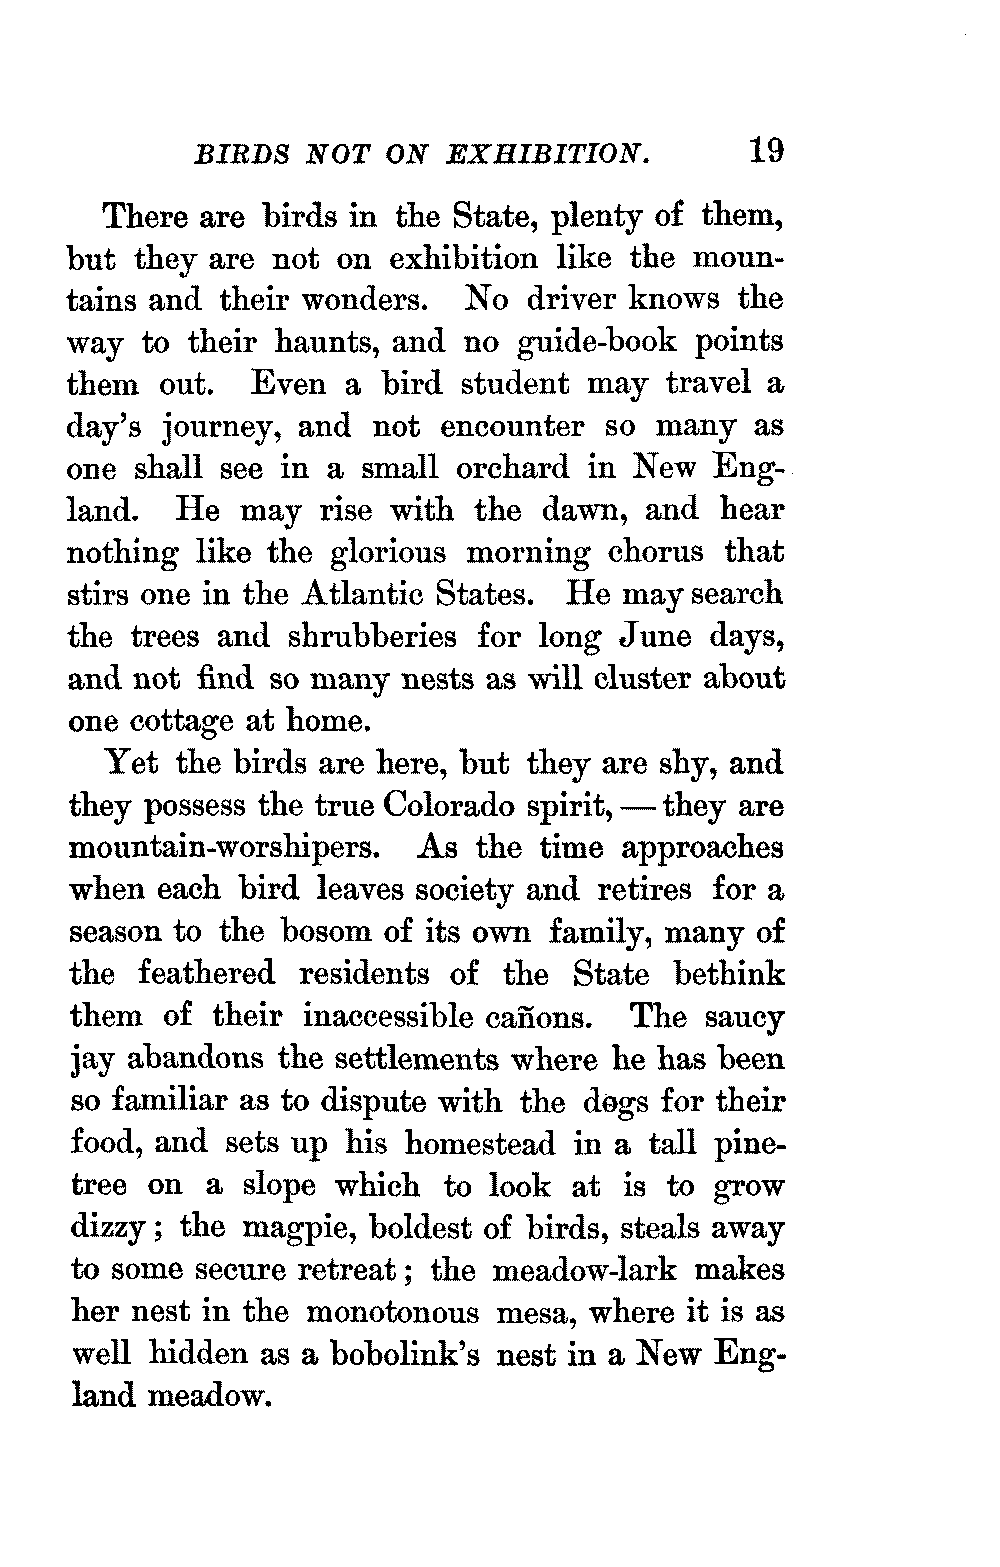 BIRDS NOT ON EXHIBITION. 19
There are birds in the State, plenty of them,
but they are not on exhibition like the moun-
tains and their wonders. No driver knows the
way to their haunts, and no guide-book points
them out. Even a bird student may travel a
day's journey, and not encounter so many as
one shall see in a small orchard in New Eng-
land. He may rise with the dawn, and hear
nothing like the glorious morning chorus that
stirs one in the Atlantic States. He may search
the trees and shrubberies for long June days,
and not find so many nests as will cluster about
one cottage at home.
Yet the birds are here, but they are shy, and
they possess the true Colorado spirit, — they are
mountain-worshipers. As the time approaches
when each bird leaves society and retires for a
season to the bosom of its own family, many of
the feathered residents of the State bethink
them of their inaccessible cañons. The saucy
jay abandons the settlements where he has been
so familiar as to dispute with the dogs for their
food, and sets up his homestead in a tall pine-
tree on a slope which to look at is to grow
dizzy; the magpie, boldest of birds, steals away
to some secure retreat; the meadow-lark makes
her nest in the monotonous mesa, where it is as
well hidden as a bobolink's nest in a New Eng-
land meadow.